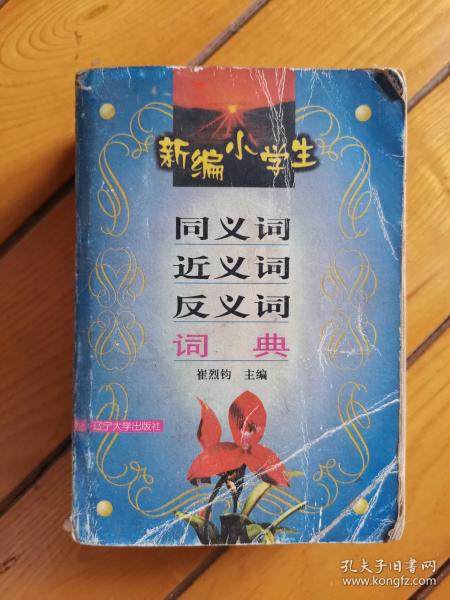 新编小学生
同义词
近义词
反义词
词典
崔烈钧 主编
辽宁大学出版社
孔夫子旧书网
www.kongfz.com